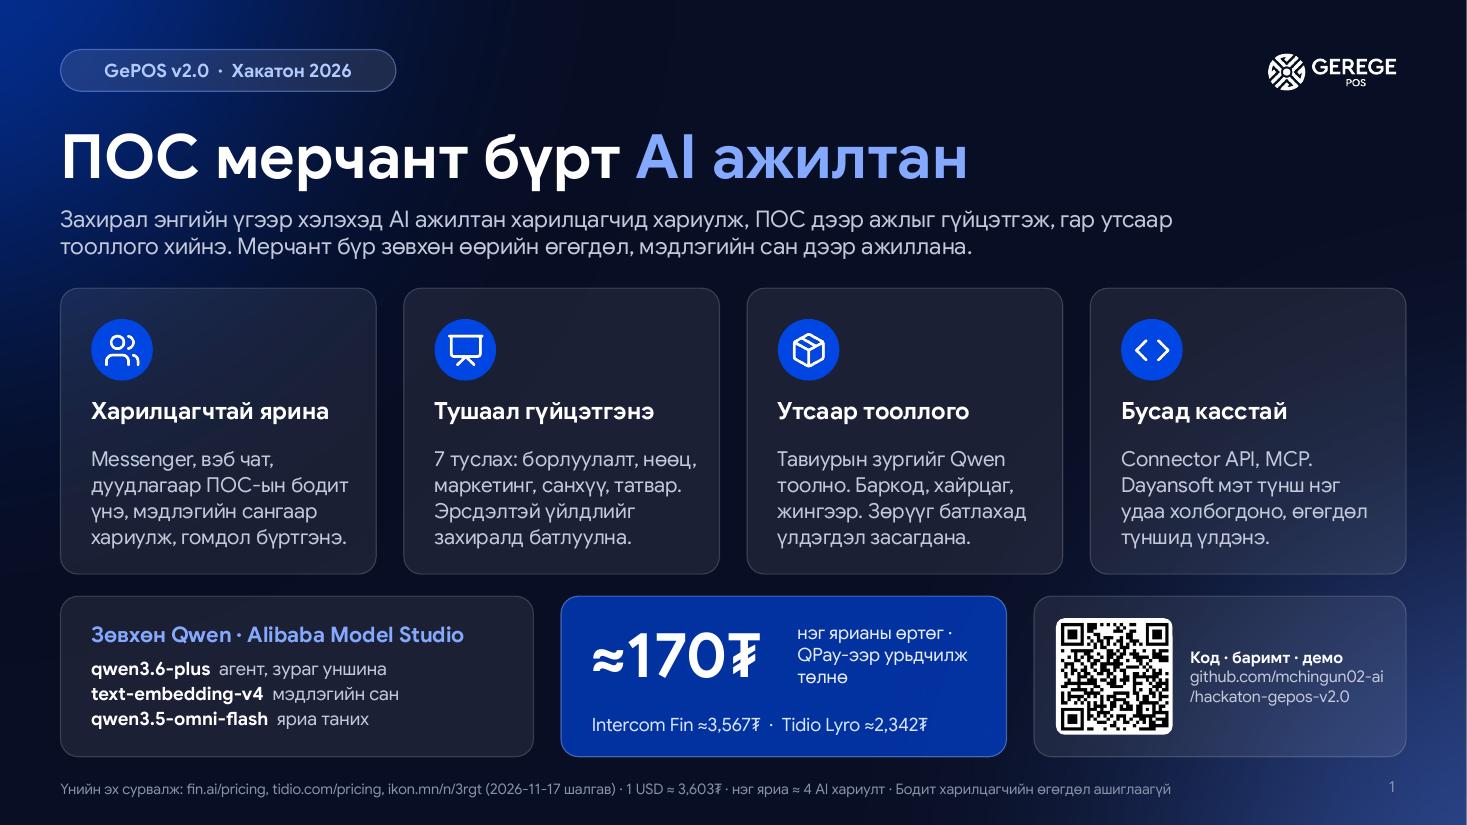 GePOS v2.0 · Хакатон 2026
GEREGE
POS
ПОС мерчант бүрт AI ажилтан
Захирал энгийн үгээр хэлэхэд AI ажилтан харилцагчид хариулж, ПОС дээр ажлыг гүйцэтгэж, гар утсаар
тооллого хийнэ. Мерчант бүр зөвхөн өөрийн өгөгдөл, мэдлэгийн сан дээр ажиллана.
Харилцагчтай ярина
Messenger, вэб чат,
дуудлагаар ПОС-ын бодит
үнэ, мэдлэгийн сангаар
хариулж, гомдол бүртгэнэ.
Тушаал гүйцэтгэнэ
7 туслах: борлуулалт, нөөц,
маркетинг, санхүү, татвар.
Эрсдэлтэй үйлдлийг
захиралд батлуулна.
Утсаар тооллого
Тавиурын зургийг Qwen
тоолно. Баркод, хайрцаг,
жингээр. Зөрүүг батлахад
үлдэгдэл засагдана.
Бусад касстай
Connector API, MCP.
Dayansoft мэт түнш нэг
удаа холбогдоно, өгөгдөл
түншид үлдэнэ.
Зөвхөн Qwen · Alibaba Model Studio
qwen3.6-plus агент, зураг уншина
text-embedding-v4 мэдлэгийн сан
qwen3.5-omni-flash яриа таних
≈170₮
нэг ярианы өртөг ·
QPay-ээр урьдчилж
төлнө
Intercom Fin ≈3,567₮ · Tidio Lyro ≈2,342₮
Код · баримт · демо
github.com/mchingun02-ai
/hackaton-gepos-v2.0
Үнийн эх сурвалж: fin.ai/pricing, tidio.com/pricing, ikon.mn/n/3rgt (2026-11-17 шалгав) · 1 USD ≈ 3,603₮ · нэг яриа ≈ 4 AI хариулт · Бодит харилцагчийн өгөгдөл ашиглаагүй
1